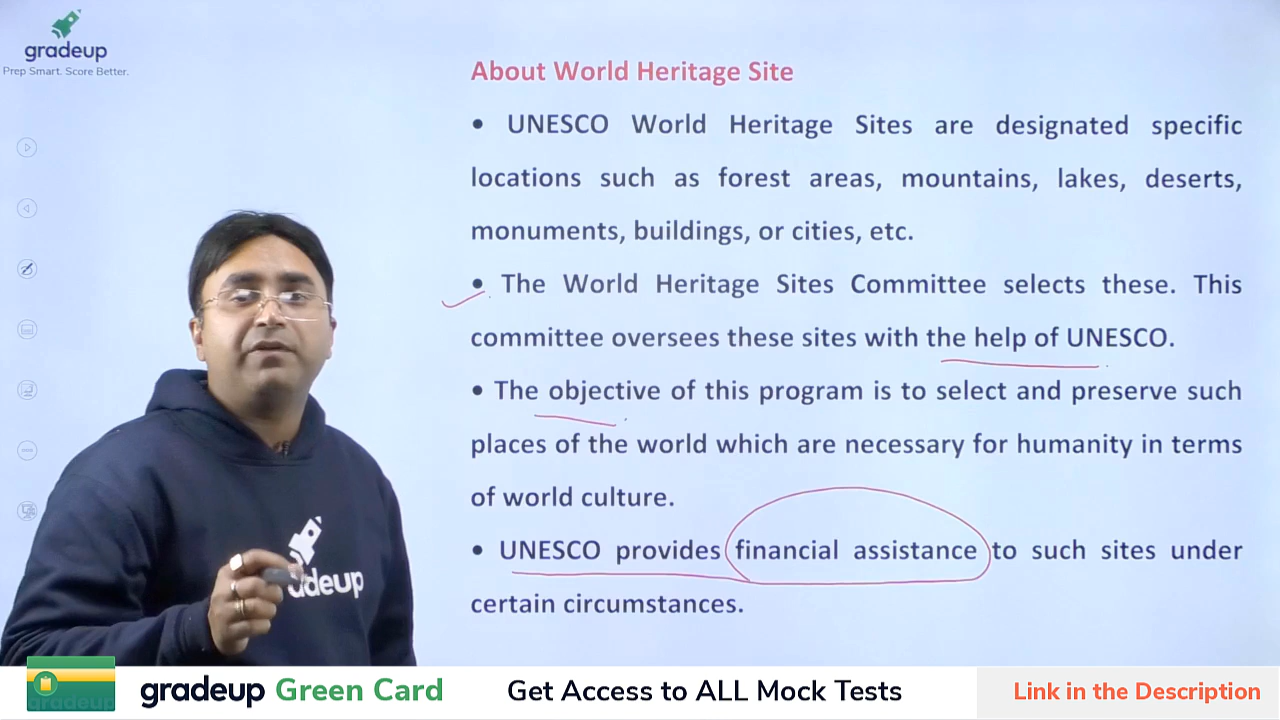 gradeup
Prep Smart. Score Better.
About World Heritage Site
• UNESCO World Heritage Sites are designated specific
locations such as forest areas, mountains, lakes, deserts,
monuments, buildings, or cities, etc.
• The World Heritage Sites Committee selects these. This
committee oversees these sites with the help of UNESCO.
• The objective of this program is to select and preserve such
places of the world which are necessary for humanity in terms
of world culture.
• UNESCO provides financial assistance to such sites under
certain circumstances.
adeup
gradeup
gradeup Green Card
Get Access to ALL Mock Tests
Link in the Description